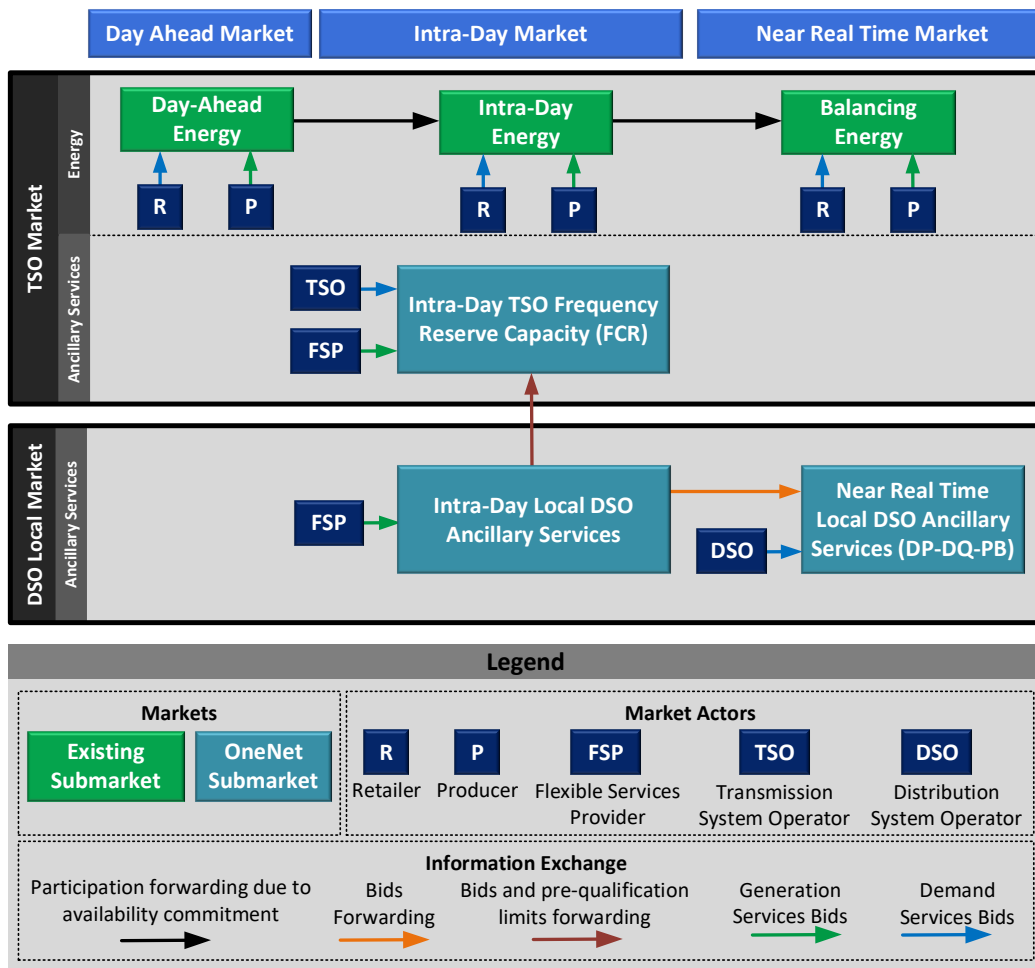 Day Ahead Market
Intra-Day Market
Near Real Time Market
TSO Market
Energy
Day-Ahead
Energy
Intra-Day
Energy
Balancing
Energy
R
P
R
P
R
P
Ancillary Services
TSO
FSP
Intra-Day TSO Frequency
Reserve Capacity (FCR)
DSO Local Market
Ancillary Services
FSP
Intra-Day Local DSO
Ancillary Services
DSO
Near Real Time
Local DSO Ancillary
Services (DP-DQ-PB)
Legend
Markets
Existing
Submarket
OneNet
Submarket
Market Actors
R
Retailer
P
Producer
FSP
Flexible Services
Provider
TSO
Transmission
System Operator
DSO
Distribution
System Operator
Information Exchange
Participation forwarding due to
availability commitment
Bids
Forwarding
Bids and pre-qualification
limits forwarding
Generation
Services Bids
Demand
Services Bids